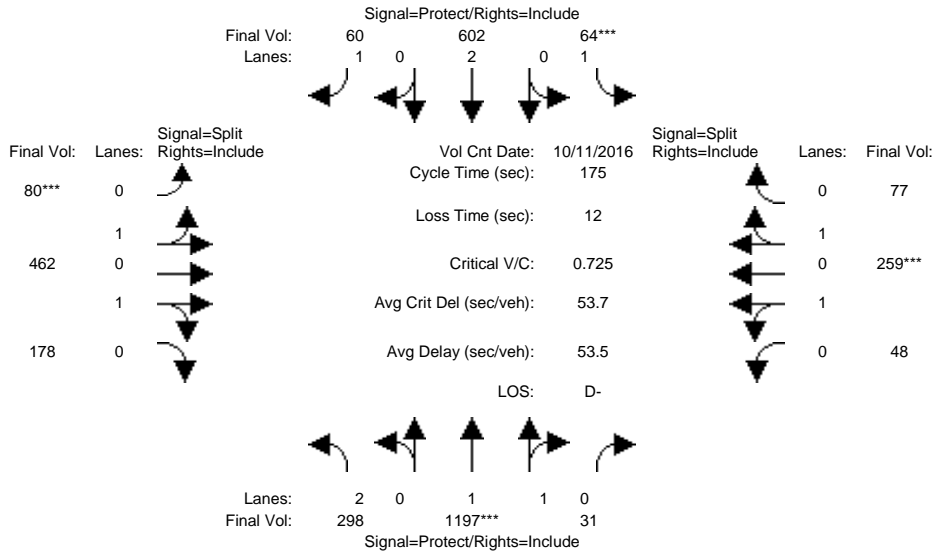 Signal=Protect/Rights=Include
Final Vol: 60 602 64***
Lanes: 1 0 2 0 1
Signal=Split
Final Vol: Lanes: Rights=Include
Vol Cnt Date: 10/11/2016
Signal=Split
Rights=Include Lanes: Final Vol:
Cycle Time (sec): 175
80*** 0
0 77
Loss Time (sec): 12
1
1
462 0
Critical V/C: 0.725
0 259***
1
Avg Crit Del (sec/veh): 53.7
1
178 0
Avg Delay (sec/veh): 53.5
0 48
LOS: D-
Lanes: 2 0 1 1 0
Final Vol: 298 1197*** 31
Signal=Protect/Rights=Include